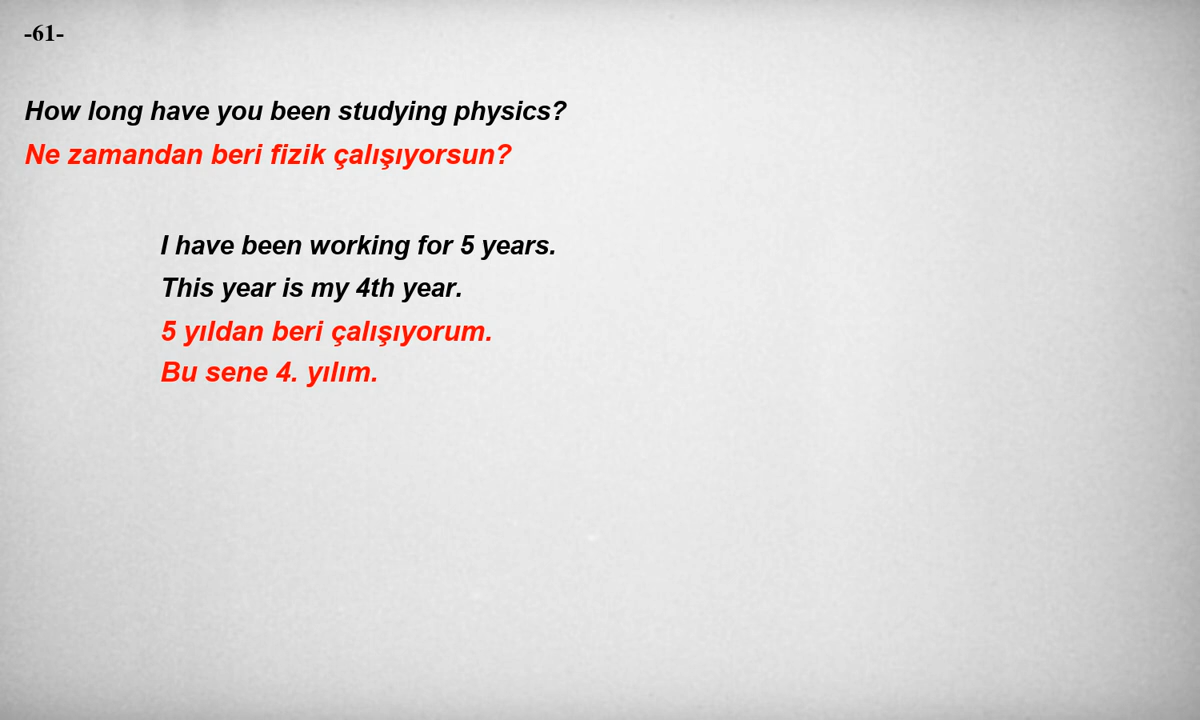 -61-
How long have you been studying physics?
Ne zamandan beri fizik çalışıyorsun?
I have been working for 5 years.
This year is my 4th year.
5 yıldan beri çalışıyorum.
Bu sene 4. yılım.